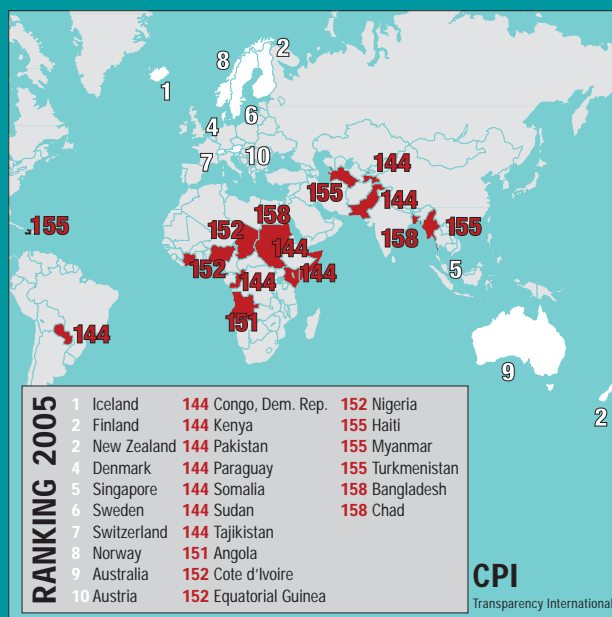 8
2
1
4
6
7
10
144
155
144
155
152
158
158
155
144
152
144
144
5
151
144
9
2
RANKING 2005
1 Iceland
2 Finland
2 New Zealand
4 Denmark
5 Singapore
6 Sweden
7 Switzerland
8 Norway
9 Australia
10 Austria
144 Congo, Dem. Rep.
144 Kenya
144 Pakistan
144 Paraguay
144 Somalia
144 Sudan
144 Tajikistan
151 Angola
152 Cote d'Ivoire
152 Equatorial Guinea
152 Nigeria
155 Haiti
155 Myanmar
155 Turkmenistan
158 Bangladesh
158 Chad
CPI
Transparency International